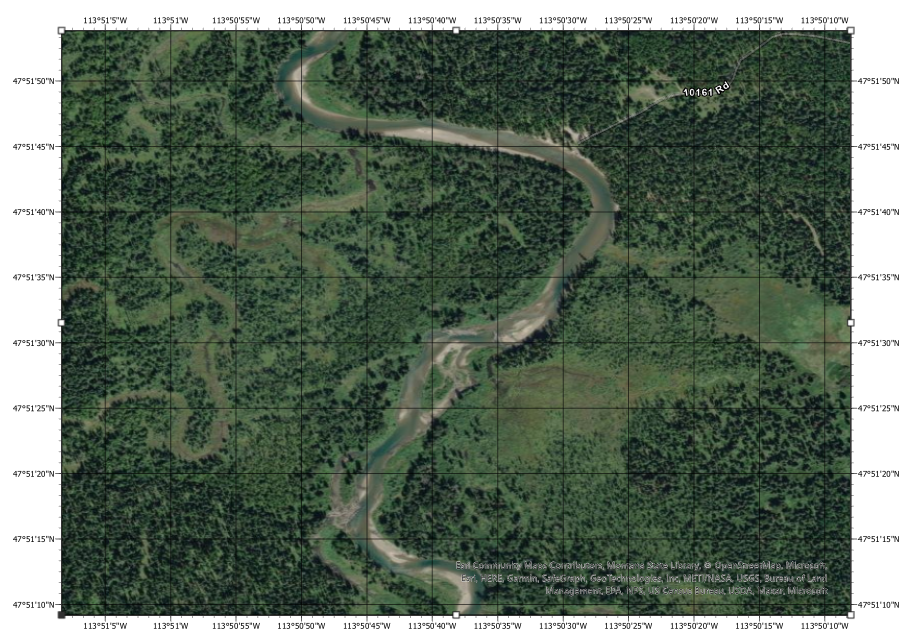 113°51'5"W 113°51'W 113°50'55"W 113°50'50"W 113°50'45"W 113°50'40"W 113°50'35"W 113°50'30"W 113°50'25"W 113°50'20"W 113°50'15"W 113°50'10"W
47°51'50"N 47°51'50"N
10161 Rd
47°51'45"N 47°51'45"N
47°51'40"N 47°51'40"N
47°51'35"N 47°51'35"N
47°51'30"N 47°51'30"N
47°51'25"N 47°51'25"N
47°51'20"N 47°51'20"N
47°51'15"N 47°51'15"N
Esri Community Maps Contributors, Montana State Library, © OpenStreetMap, Microsoft,
Esri, HERE, Garmin, SafeGraph, GeoTechnologies, Inc, METI/NASA, USGS, Bureau of Land
Management, EPA, NPS, US Census Bureau, USDA, Maxar, Microsoft
47°51'10"N 47°51'10"N
113°51'5"W 113°51'W 113°50'55"W 113°50'50"W 113°50'45"W 113°50'40"W 113°50'35"W 113°50'30"W 113°50'25"W 113°50'20"W 113°50'15"W 113°50'10"W